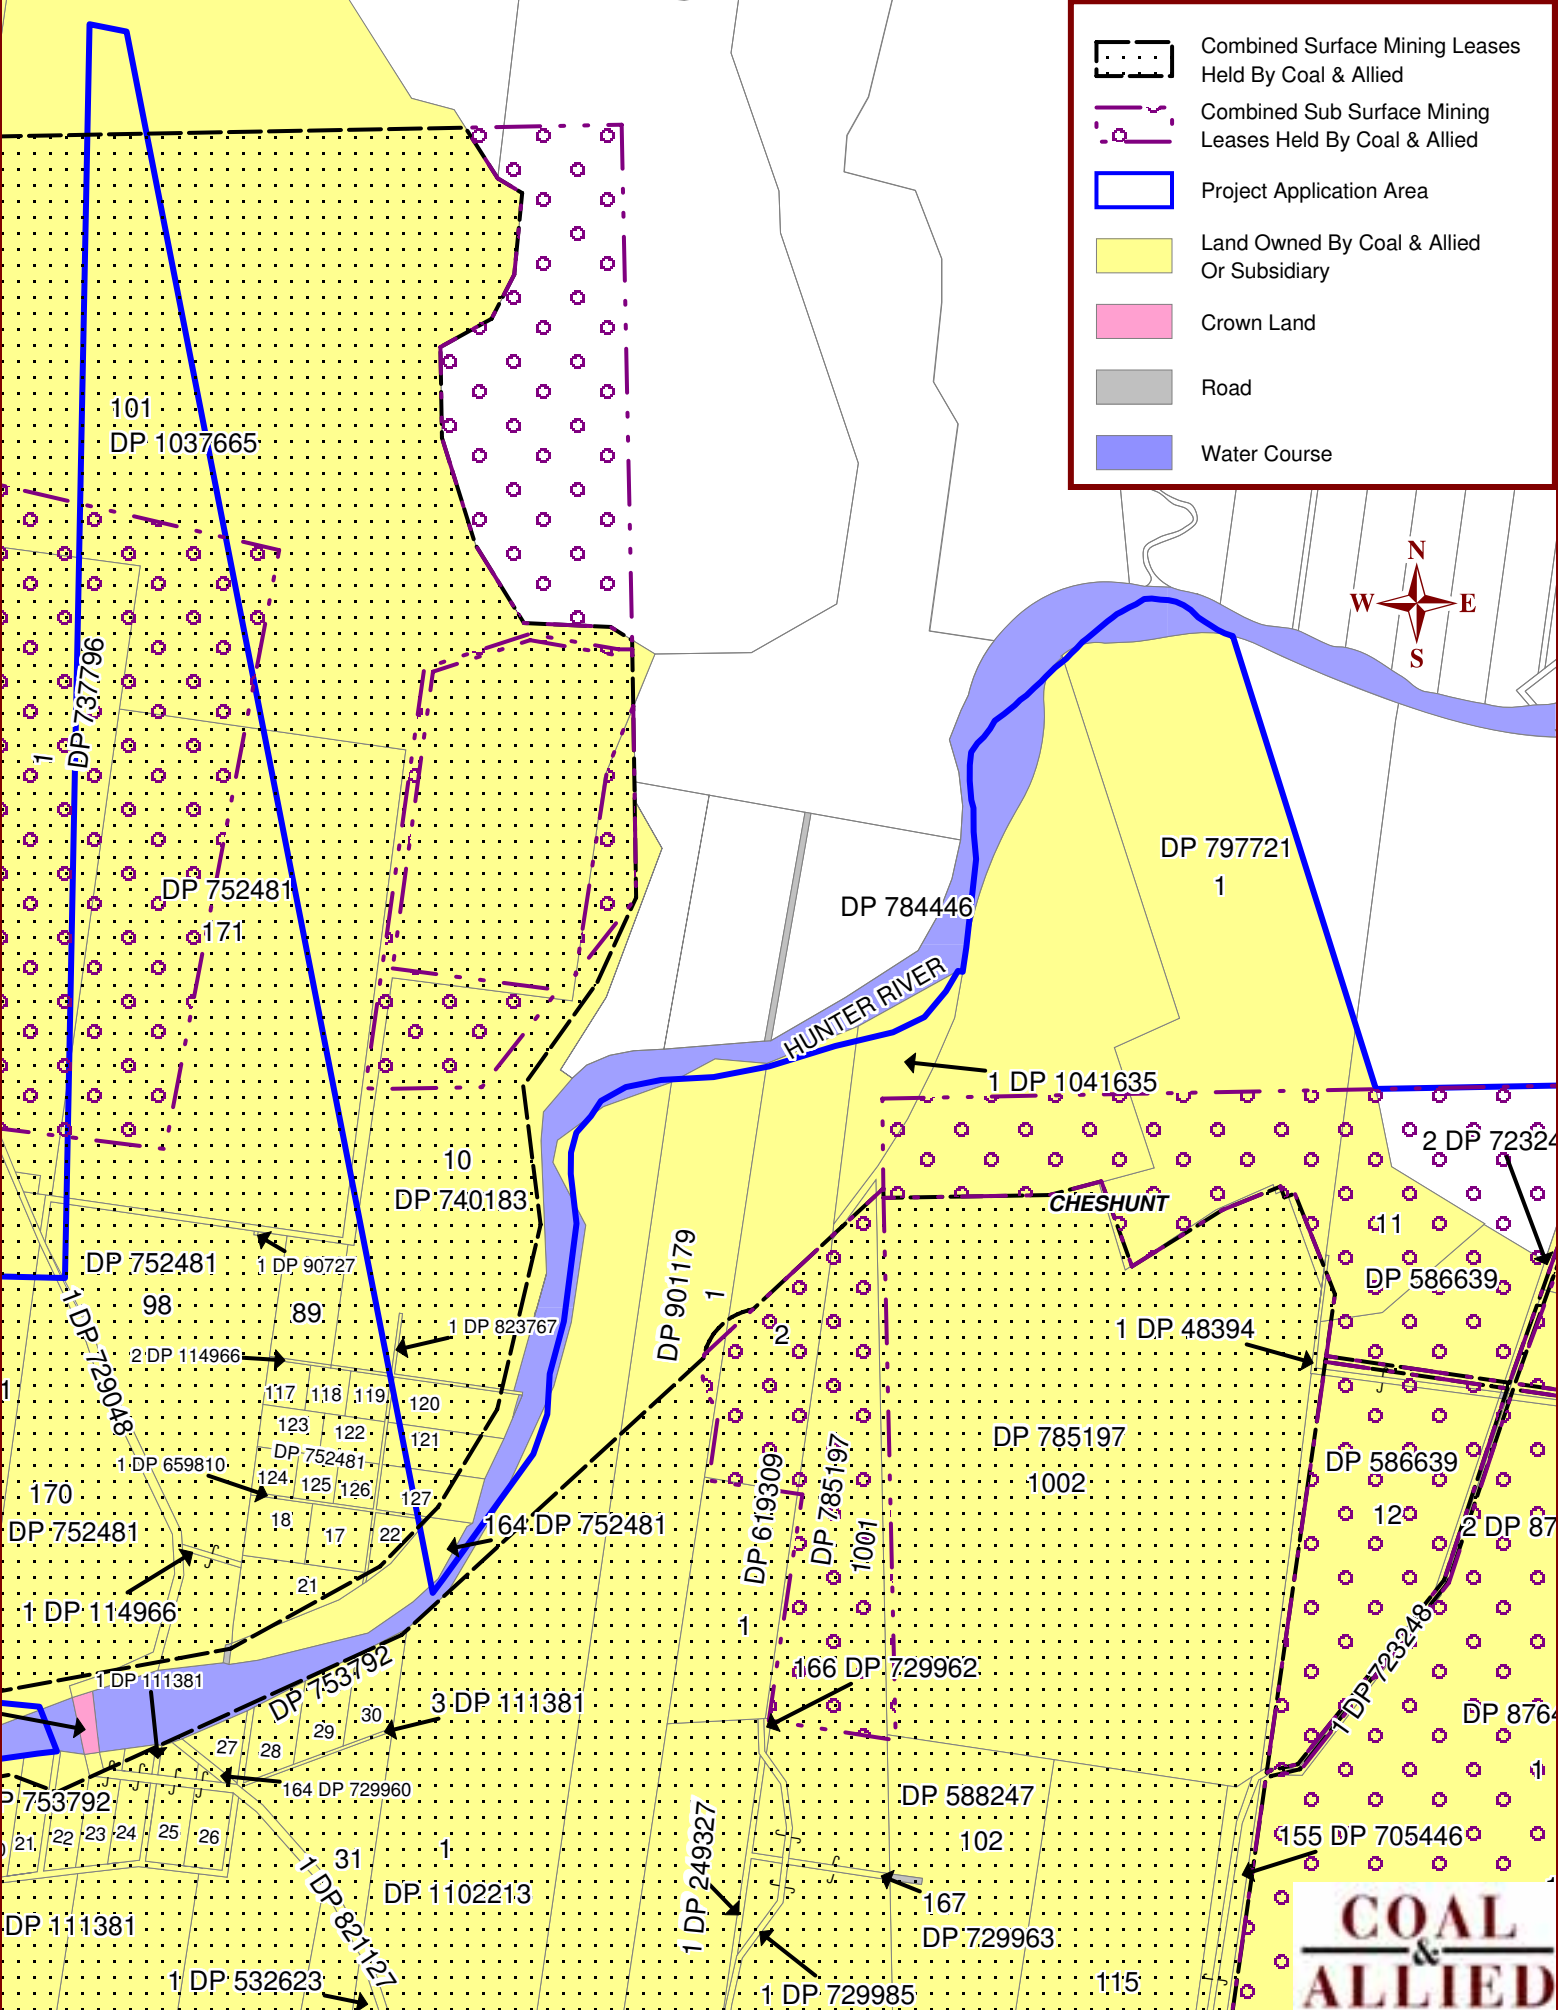 Combined Surface Mining Leases
Held By Coal & Allied
Combined Sub Surface Mining
Leases Held By Coal & Allied
Project Application Area
Land Owned By Coal & Allied
Or Subsidiary
Crown Land
Road
Water Course
N
W E
S
101
DP 1037665
1
DP 737796
DP 752481
171
DP 797721
1
DP 784446
HUNTER RIVER
1 DP 1041635
2 DP 72324
10
DP 740183
CHESHUNT
11
DP 586639
DP 752481
98
1 DP 90727
89
1 DP 729048
DP 901179
1
2
1 DP 823767
1 DP 48394
2 DP 114966
1
117 118 119 120
123 122 121
DP 752481
1 DP 659810
124 125 126 127
DP 785197
1002
DP 586639
12
2 DP 87
170
DP 752481
18 17 22
164 DP 752481
DP 619309
1
DP 785197
1001
21
1 DP 114966
1 DP 723248
166 DP 729962
1 DP 111381
DP 753792
3 DP 111381
30
29
28
27
DP 8764
1
164 DP 729960
P 753792
21 22 23 24 25 26
DP 588247
102
155 DP 705446
31
1
DP 1102213
1 DP 249327
1 DP 821127
167
DP 729963
DP 111381
1 DP 532623
1 DP 729985
115
COAL
&
ALLIED